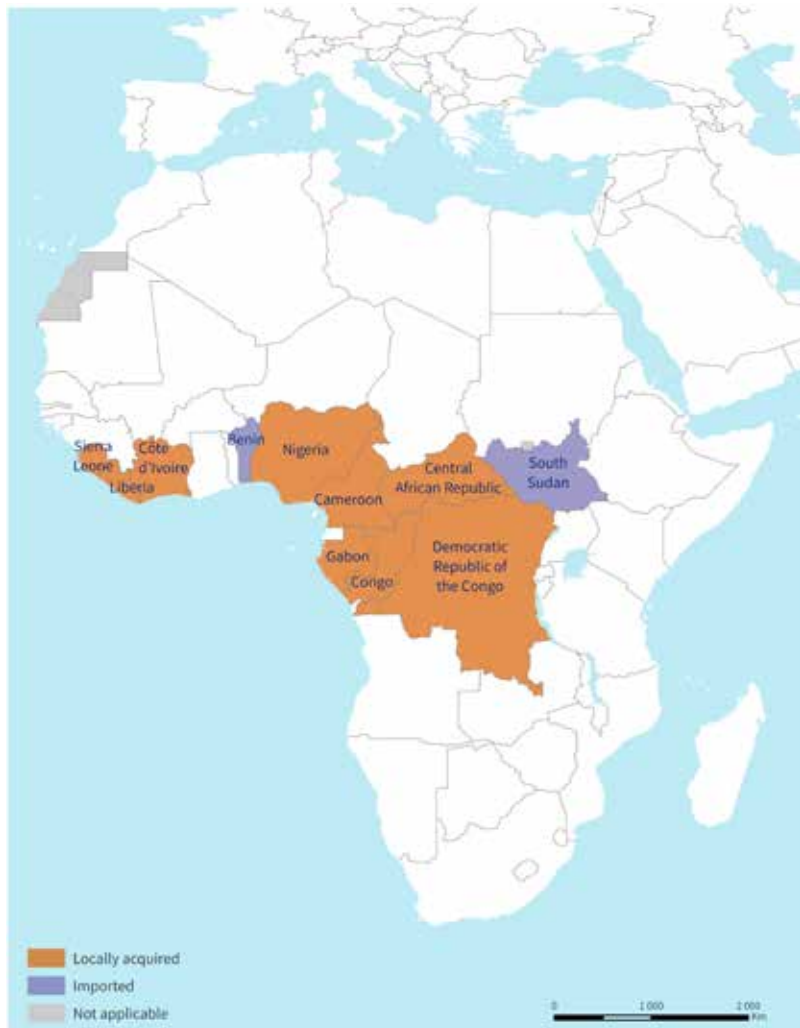 Sierra
Leone
Côte
d'Ivoire
Liberia
Benin
Nigeria
Cameroon
Central
African Republic
South
Sudan
Gabon
Congo
Democratic
Republic of
the Congo
Locally acquired
Imported
Not applicable
0 1 000 2 000
Km